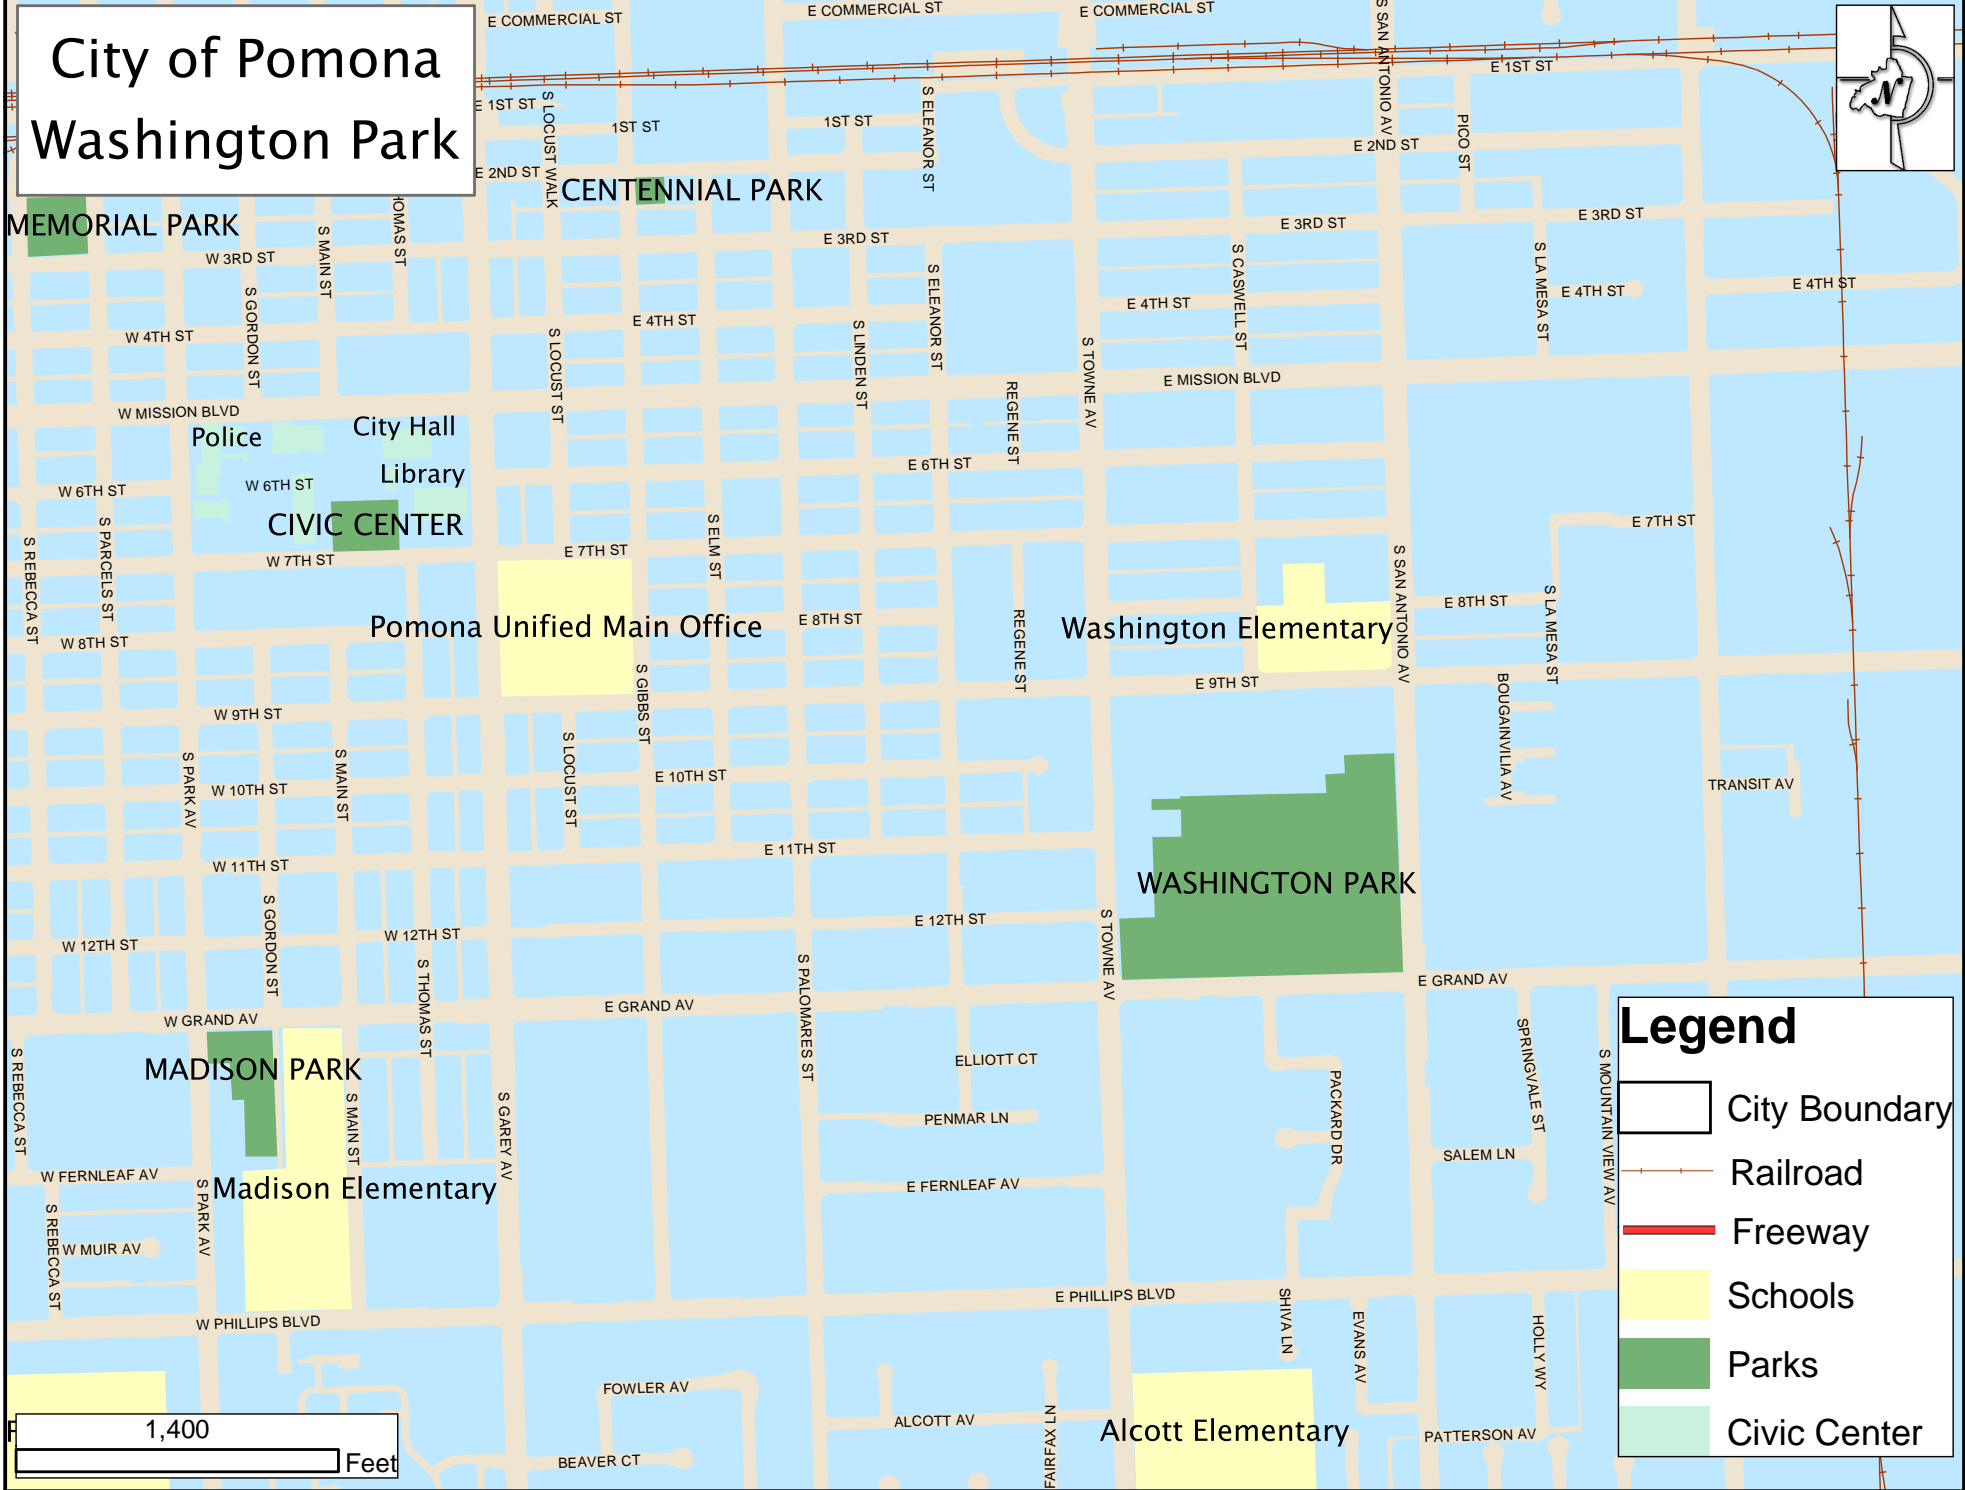 City of Pomona
Washington Park
E COMMERCIAL ST
E COMMERCIAL ST
E COMMERCIAL ST
S SAN ANTONIO AV
E 1ST ST
E 1ST ST
1ST ST
1ST ST
S LOCUST WALK
S ELEANOR ST
PICO ST
N
E 2ND ST
E 2ND ST
CENTENNIAL PARK
MEMORIAL PARK
HOMAS ST
S MAIN ST
W 3RD ST
E 3RD ST
E 3RD ST
E 3RD ST
S GORDON ST
S ELEANOR ST
S CASWELL ST
S LA MESA ST
E 4TH ST
E 4TH ST
E 4TH ST
E 4TH ST
W 4TH ST
S LOCUST ST
S LINDEN ST
S TOWNE AV
REGENE ST
E MISSION BLVD
W MISSION BLVD
Police
City Hall
Library
W 6TH ST
W 6TH ST
E 6TH ST
CIVIC CENTER
S REBECCA ST
S PARCELS ST
S ELM ST
E 7TH ST
E 7TH ST
W 7TH ST
S SAN ANTONIO AV
Pomona Unified Main Office
E 8TH ST
E 8TH ST
REGENE ST
Washington Elementary
S LA MESA ST
W 8TH ST
S GIBBS ST
E 9TH ST
W 9TH ST
BOUGAINVILIA AV
S PARK AV
S MAIN ST
S LOCUST ST
E 10TH ST
W 10TH ST
TRANSIT AV
E 11TH ST
W 11TH ST
WASHINGTON PARK
S GORDON ST
E 12TH ST
W 12TH ST
W 12TH ST
S THOMAS ST
S PALOMARES ST
S TOWNE AV
E GRAND AV
E GRAND AV
W GRAND AV
MADISON PARK
S REBECCA ST
S MAIN ST
S GAREY AV
ELLIOTT CT
PENMAR LN
PACKARD DR
SPRINGVALE ST
S MOUNTAIN VIEW AV
SALEM LN
W FERNLEAF AV
E FERNLEAF AV
Madison Elementary
S PARK AV
S REBECCA ST
W MUIR AV
E PHILLIPS BLVD
W PHILLIPS BLVD
SHIVA LN
EVANS AV
HOLLY WY
FOWLER AV
ALCOTT AV
FAIRFAX LN
Alcott Elementary
PATTERSON AV
BEAVER CT
1,400
Feet
Legend
City Boundary
Railroad
Freeway
Schools
Parks
Civic Center